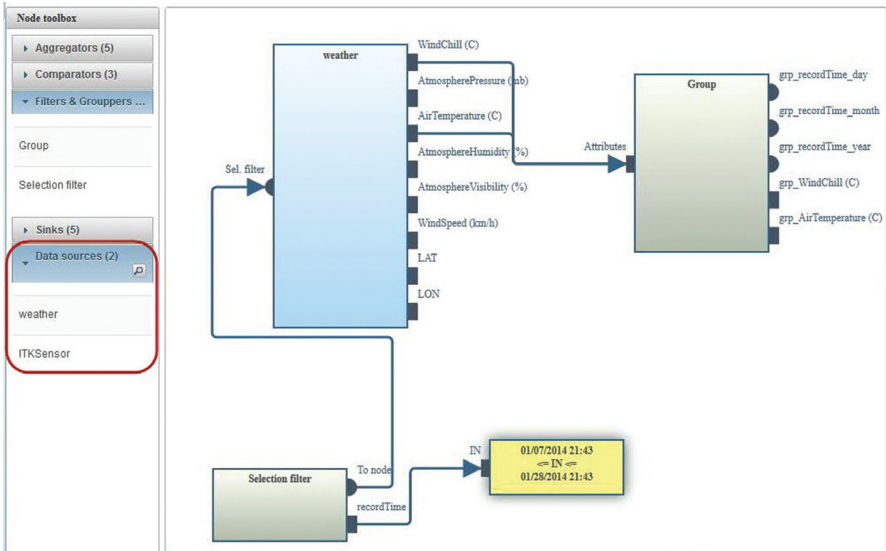 Node toolbox
Aggregators (5)
Comparators (3)
Filters & Grouppers ...
Group
Selection filter
Sinks (5)
Data sources (2)
weather
ITKSensor
weather
Sel. filter
WindChill (C)
AtmospherePressure (mb)
AirTemperature (C)
AtmosphereHumidity (%)
AtmosphereVisibility (%)
WindSpeed (km/h)
LAT
LON
Group
Attributes
grp_recordTime_day
grp_recordTime_month
grp_recordTime_year
grp_WindChill (C)
grp_AirTemperature (C)
Selection filter
To node
recordTime
IN
01/07/2014 21:43
<= IN <=
01/28/2014 21:43